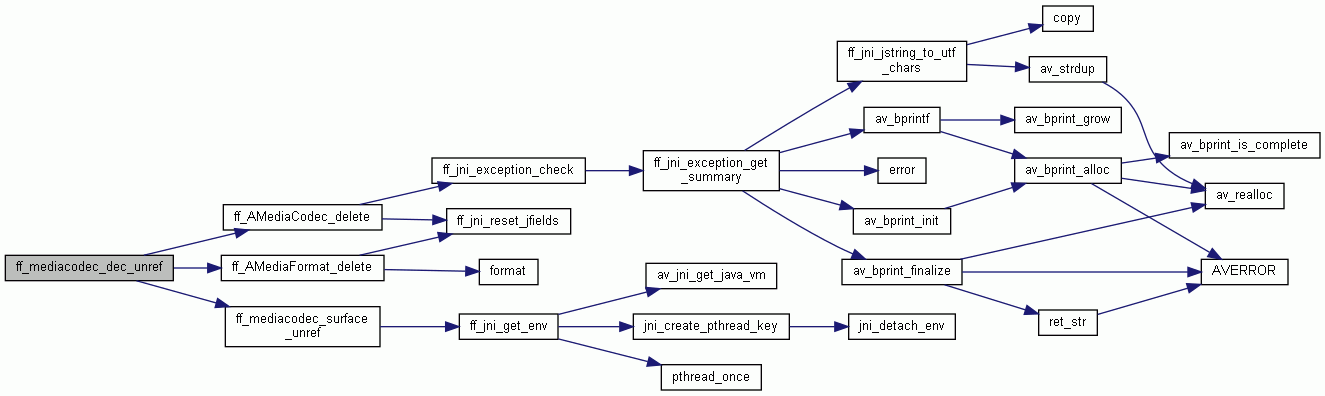 ff_mediacodec_dec_unref
ff_AMediaCodec_delete
ff_AMediaFormat_delete
ff_mediacodec_surface
_unref
ff_jni_exception_check
ff_jni_reset_jfields
format
ff_jni_get_env
ff_jni_exception_get
_summary
av_jni_get_java_vm
jni_create_pthread_key
pthread_once
ff_jni_jstring_to_utf
_chars
av_bprintf
error
av_bprint_init
av_bprint_finalize
jni_detach_env
copy
av_strdup
av_bprint_grow
av_bprint_alloc
ret_str
av_bprint_is_complete
av_realloc
AVERROR